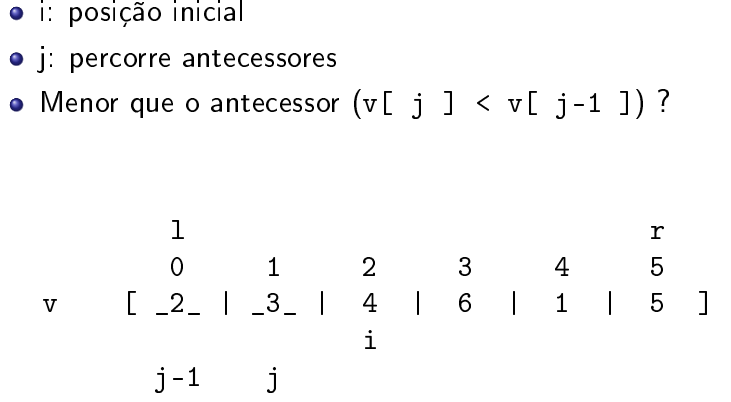 i: posição inicial
j: percorre antecessores
Menor que o antecessor (v[ j ] < v[ j-1 ]) ?
l r
0 1 2 3 4 5
v [ _2_ | _3_ | 4 | 6 | 1 | 5 ]
i
j-1 j